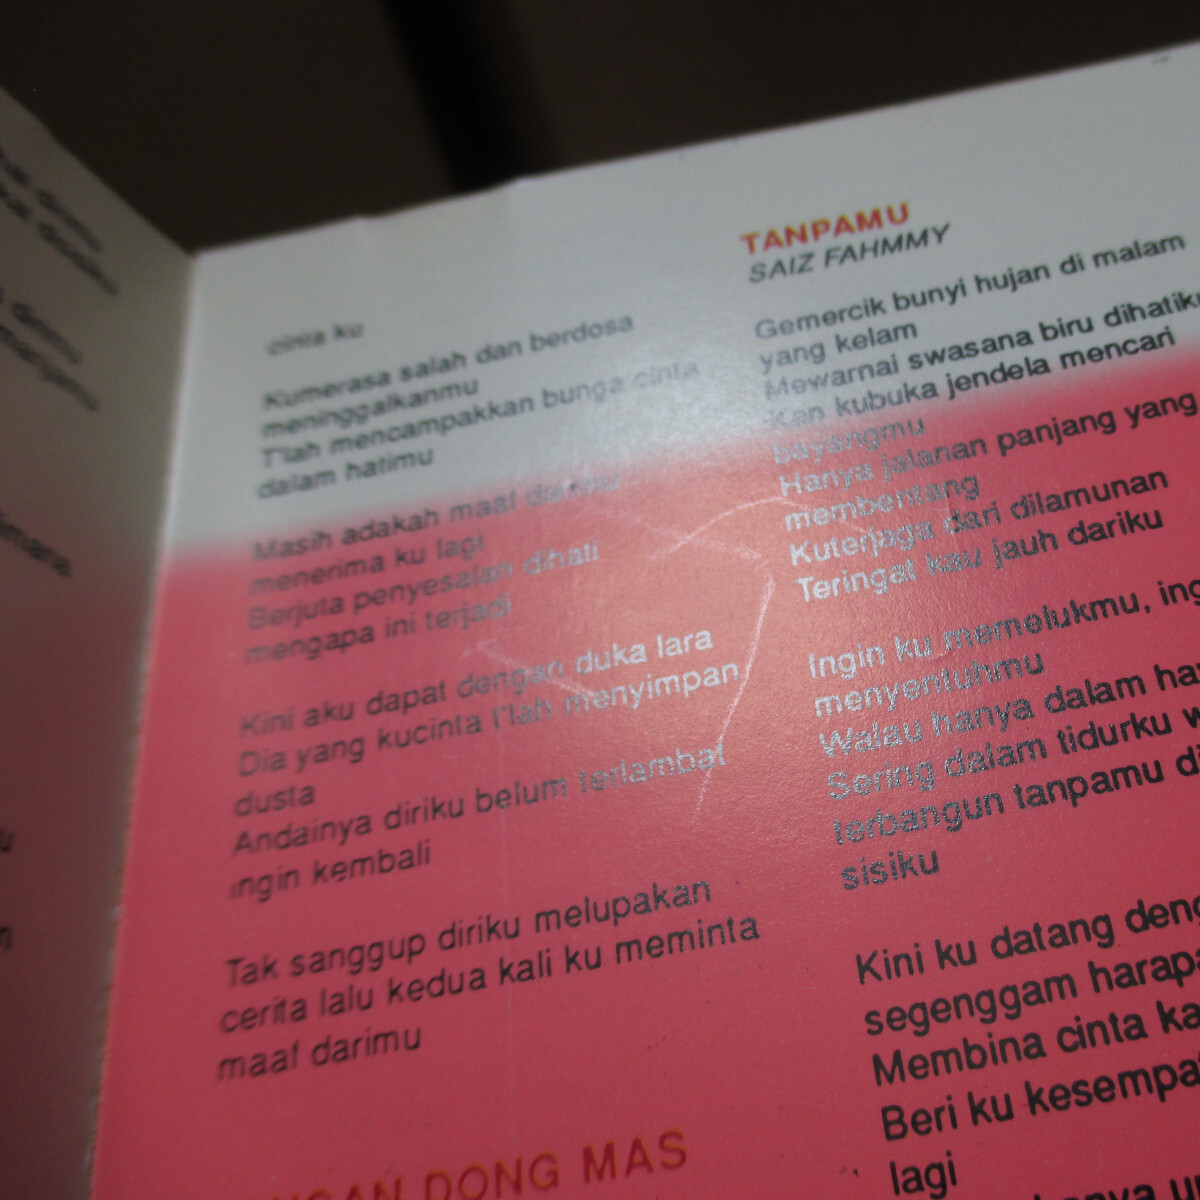 cinta ku
Kumerasa salah dan berdosa
meninggalkanmu
T'lah mencampakkan bunga cinta
dalam hatimu
Masih adakah maaf darimu
menerima ku lagi
Berjuta penyesalan dihati
mengapa ini terjadi
Kini aku dapat dengan duka lara
Dia yang kucinta t'lah menyimpan
dusta
Andainya diriku belum terlambat
ingin kembali
Tak sanggup diriku melupakan
cerita lalu kedua kali ku meminta
maaf darimu
DONG MAS
TANPAMU
SAIZ FAHMMY
Gemercik bunyi hujan di malam
yang kelam
Mewarnai swasana biru dihatiku
Kan kubuka jendela mencari
bayangmu
Hanya jalanan panjang yang
membentang
Kuterjaga dari dilamunan
Teringat kau jauh dariku
Ingin ku memelukmu,
menyentuhmu
Walau hanya dalam
Sering dalam tidurku
terbangun tanpamu
sisiku
Kini ku datang
segenggam
Membina cinta
Beri ku
lagi